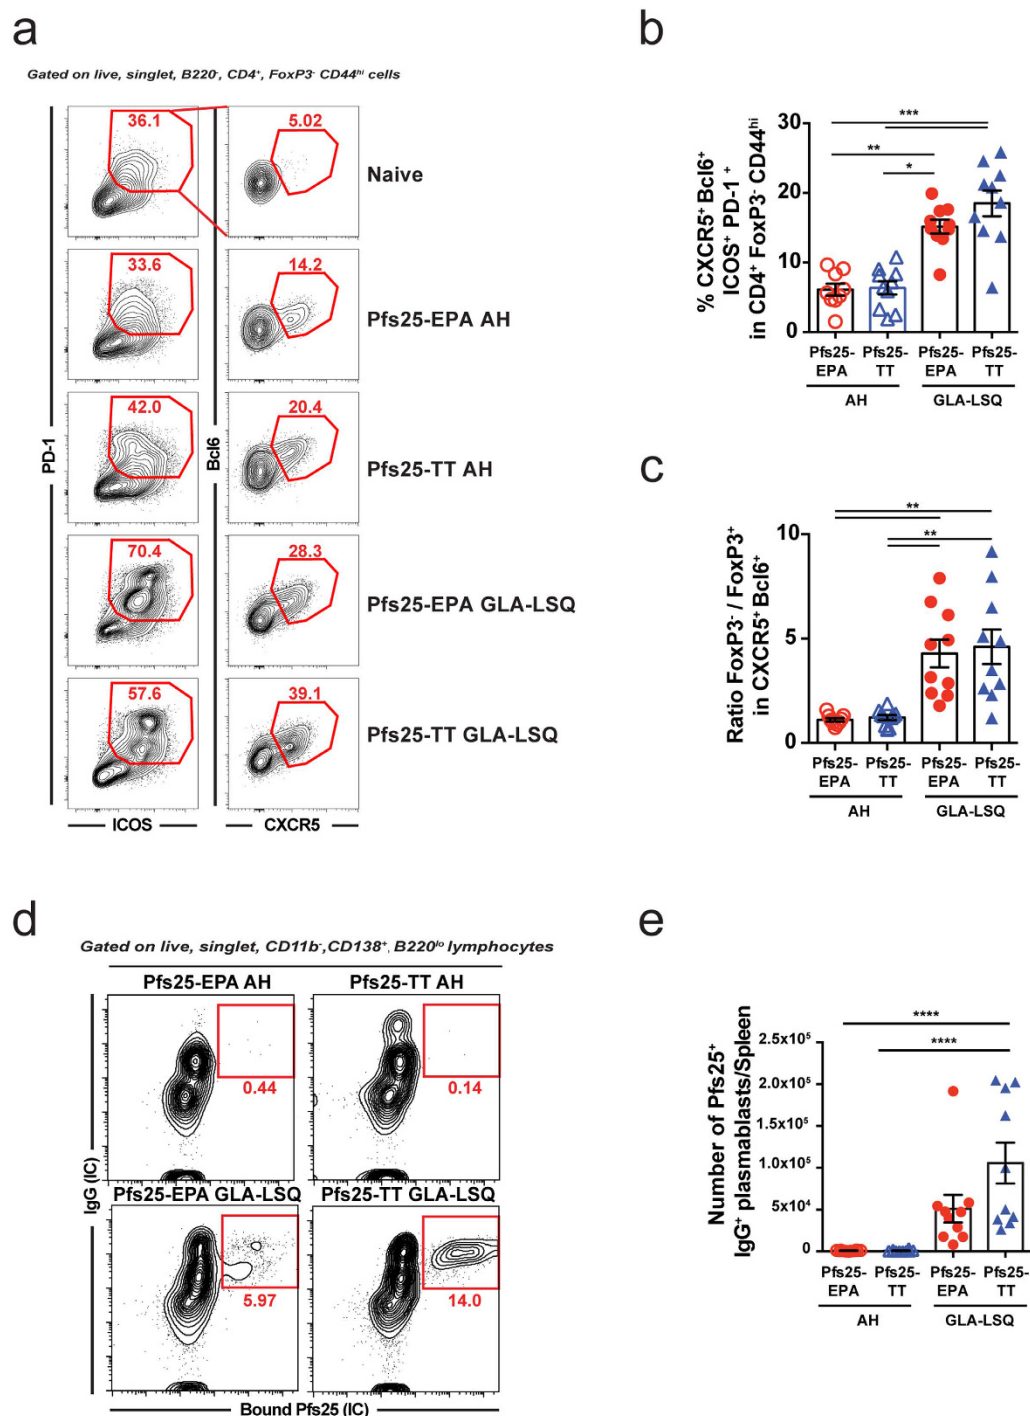 a
Gated on live, singlet, B220⁻, CD4⁺, FoxP3⁻ CD44ʰⁱ cells
36.1
5.02
Naive
33.6
14.2
Pfs25-EPA AH
42.0
20.4
Pfs25-TT AH
70.4
28.3
Pfs25-EPA GLA-LSQ
57.6
39.1
Pfs25-TT GLA-LSQ
PD-1
Bcl6
ICOS
CXCR5
b
% CXCR5⁺ Bcl6⁺
ICOS⁺ PD-1⁺
in CD4⁺ FoxP3⁻ CD44ʰⁱ
30
20
10
0
***
**
*
Pfs25-EPA
Pfs25-TT
Pfs25-EPA
Pfs25-TT
AH
GLA-LSQ
c
Ratio FoxP3⁻ / FoxP3⁺
in CXCR5⁺ Bcl6⁺
10
5
0
**
**
Pfs25-EPA
Pfs25-TT
Pfs25-EPA
Pfs25-TT
AH
GLA-LSQ
d
Gated on live, singlet, CD11b⁻,CD138⁺, B220ˡᵒ lymphocytes
Pfs25-EPA AH
Pfs25-TT AH
0.44
0.14
Pfs25-EPA GLA-LSQ
Pfs25-TT GLA-LSQ
5.97
14.0
IgG (IC)
Bound Pfs25 (IC)
e
Number of Pfs25⁺
IgG⁺ plasmablasts/Spleen
2.5x10⁵
2.0x10⁵
1.5x10⁵
1.0x10⁵
5x10⁴
0
****
****
Pfs25-EPA
Pfs25-TT
Pfs25-EPA
Pfs25-TT
AH
GLA-LSQ